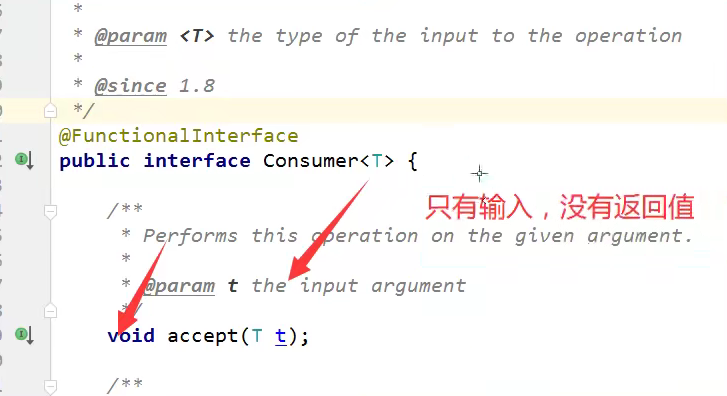 *
* @param <T> the type of the input to the operation
*
* @since 1.8
*/
@FunctionalInterface
public interface Consumer<T> {
只有输入，没有返回值
/**
* Performs this operation on the given argument.
*
* @param t the input argument
*/
void accept(T t);
/**